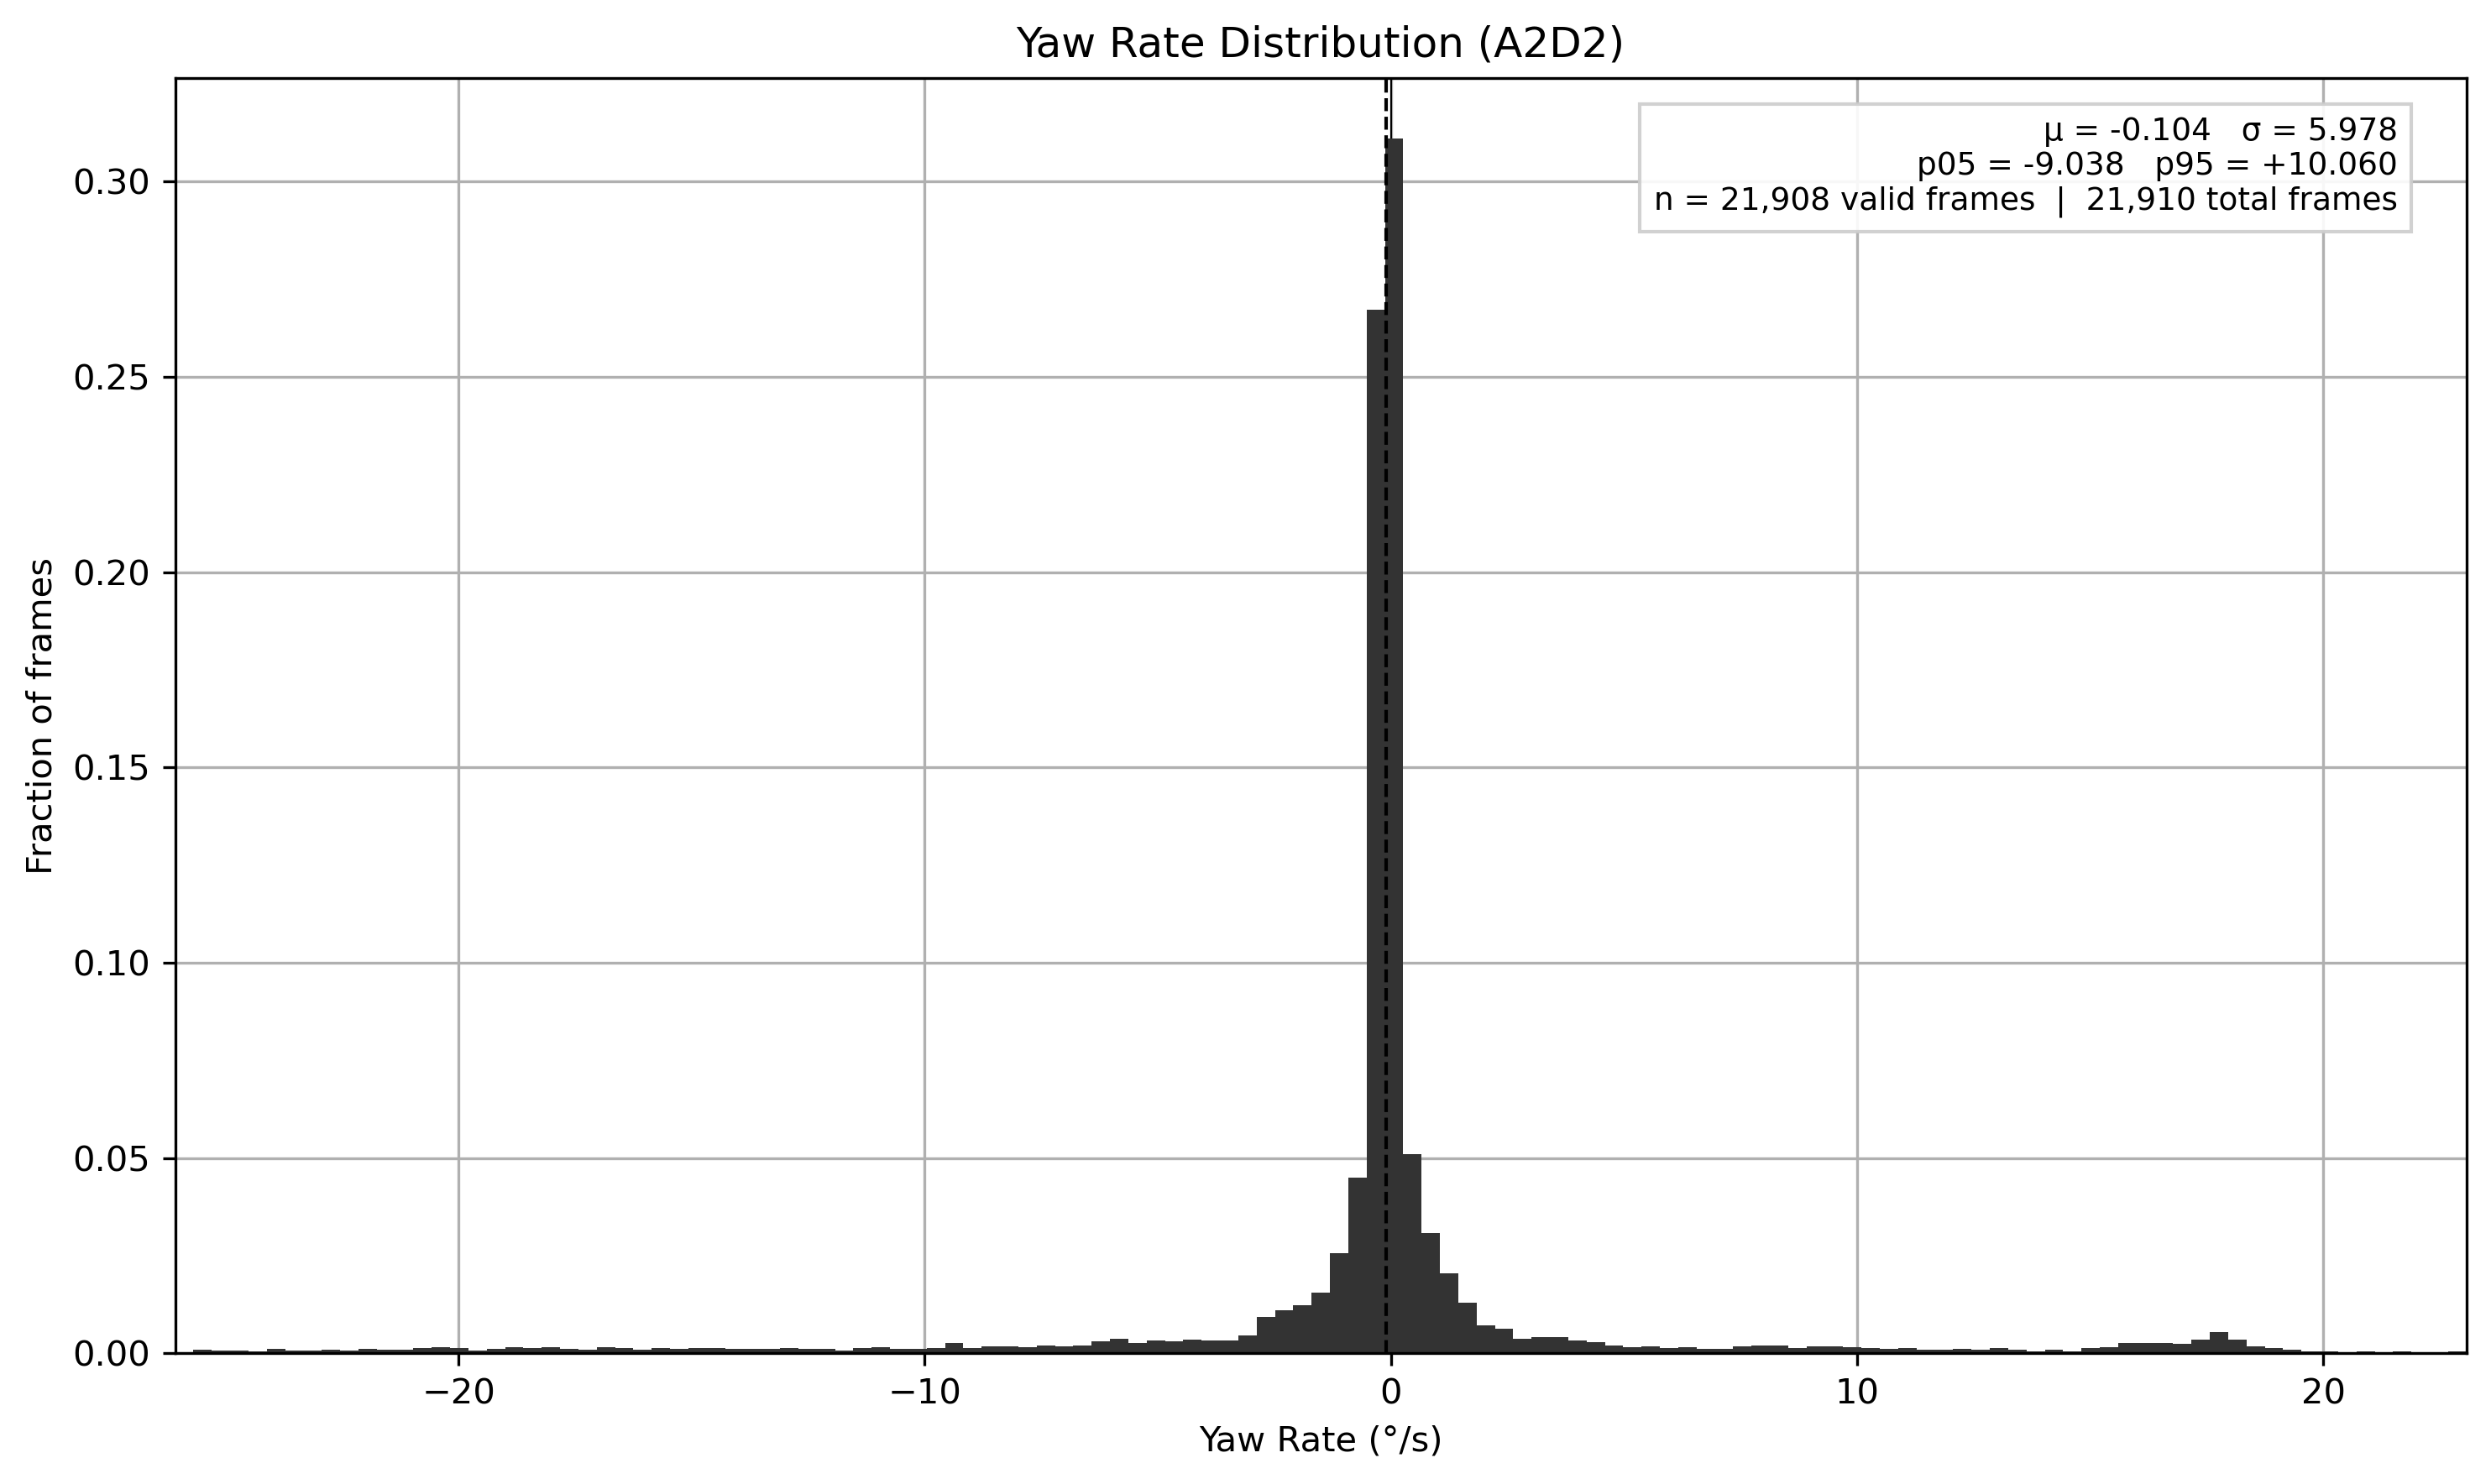 Yaw Rate Distribution (A2D2)
μ = -0.104   σ = 5.978
p05 = -9.038   p95 = +10.060
n = 21,908 valid frames  |  21,910 total frames
Fraction of frames
0.30
0.25
0.20
0.15
0.10
0.05
0.00
−20
−10
0
10
20
Yaw Rate (°/s)